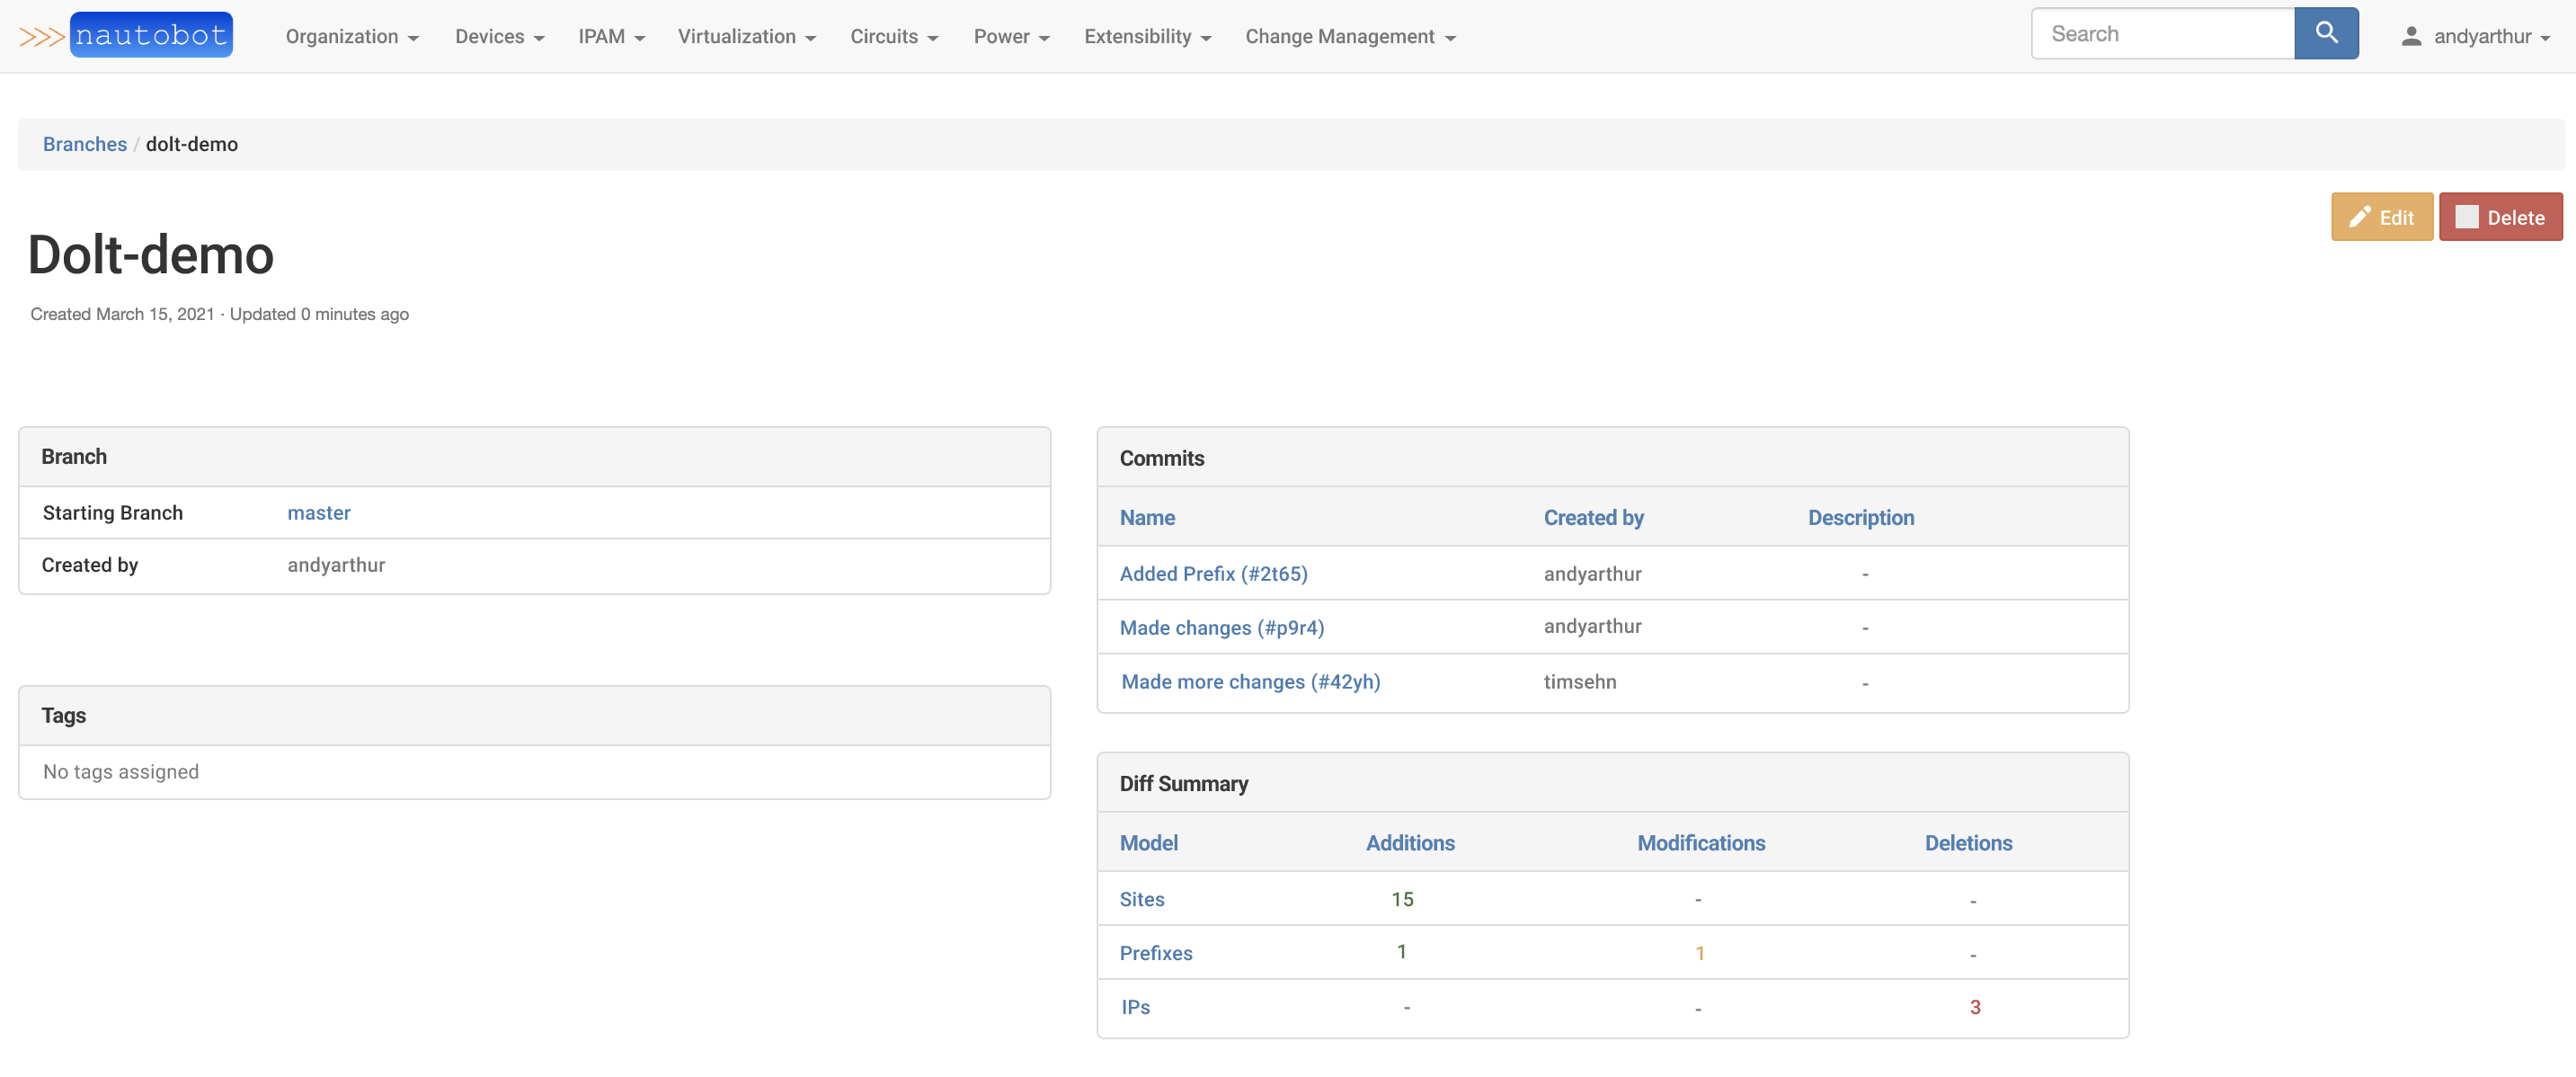 >>> nautobot Organization Devices IPAM Virtualization Circuits Power Extensibility Change Management Search andyarthur
Branches / dolt-demo
Edit Delete
Dolt-demo
Created March 15, 2021 · Updated 0 minutes ago
Branch
Starting Branch master
Created by andyarthur
Tags
No tags assigned
Commits
Name Created by Description
Added Prefix (#2t65) andyarthur -
Made changes (#p9r4) andyarthur -
Made more changes (#42yh) timsehn -
Diff Summary
Model Additions Modifications Deletions
Sites 15 - -
Prefixes 1 1 -
IPs - - 3